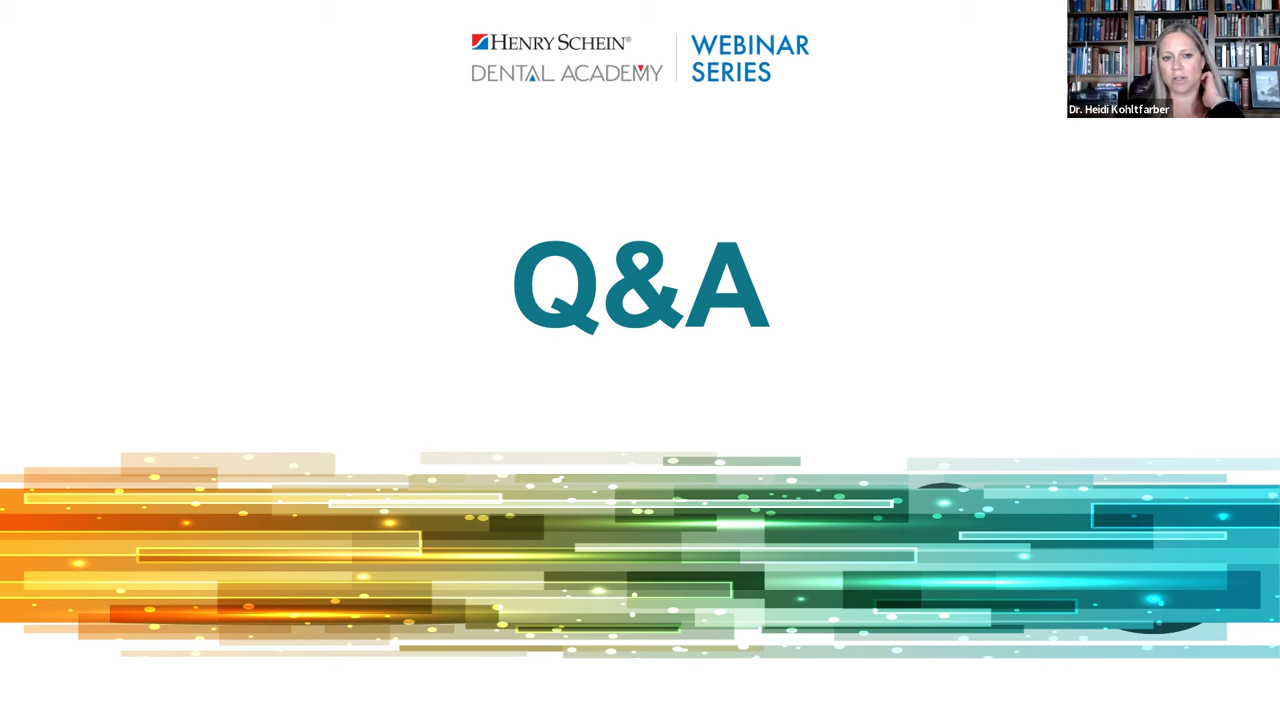 HENRY SCHEIN®
DENTAL ACADEMY
WEBINAR
SERIES
Dr. Heidi Kohltfarber
Q&A